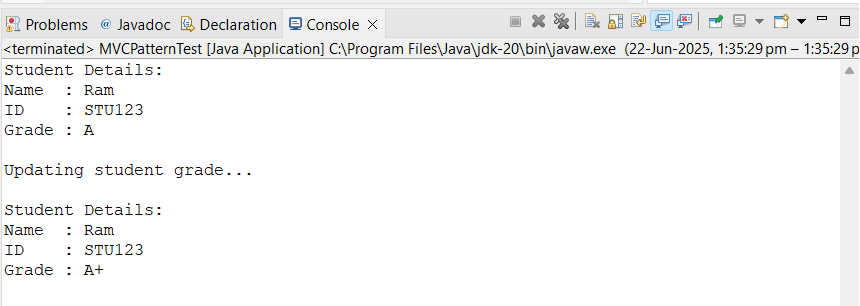 Problems @ Javadoc Declaration Console
<terminated> MVCPatternTest [Java Application] C:\Program Files\Java\jdk-20\bin\javaw.exe (22-Jun-2025, 1:35:29 pm – 1:35:29 p
Student Details:
Name  : Ram
ID    : STU123
Grade : A

Updating student grade...

Student Details:
Name  : Ram
ID    : STU123
Grade : A+